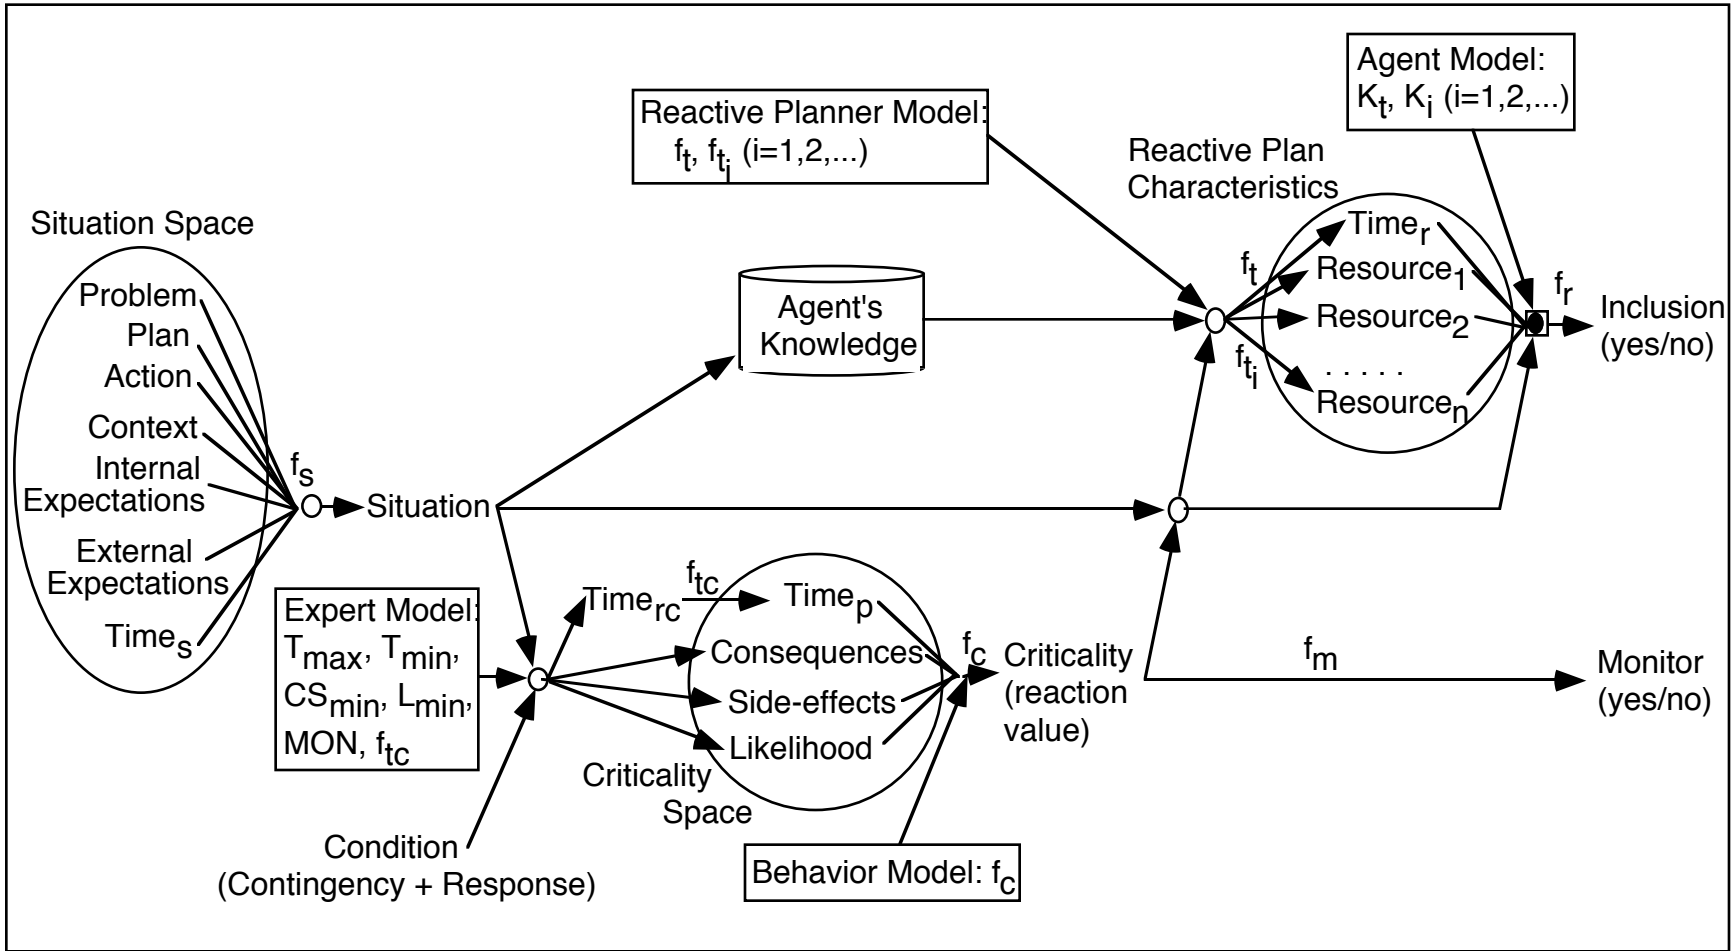 Agent Model:
Kt, Ki (i=1,2,...)
Reactive Planner Model:
ft, fti (i=1,2,...)
Reactive Plan
Characteristics
Situation Space
Timer
Resource1
Resource2
. . . . .
Resourcen
ft
fti
fr
Inclusion
(yes/no)
Problem
Plan
Action
Context
Internal
Expectations
External
Expectations
Times
Agent's
Knowledge
fs
Situation
Expert Model:
Tmax, Tmin,
CSmin, Lmin,
MON, ftc
Timerc
ftc
Timep
Consequences
Side-effects
Likelihood
fc
Criticality
(reaction
value)
fm
Monitor
(yes/no)
Criticality
Space
Condition
(Contingency + Response)
Behavior Model: fc